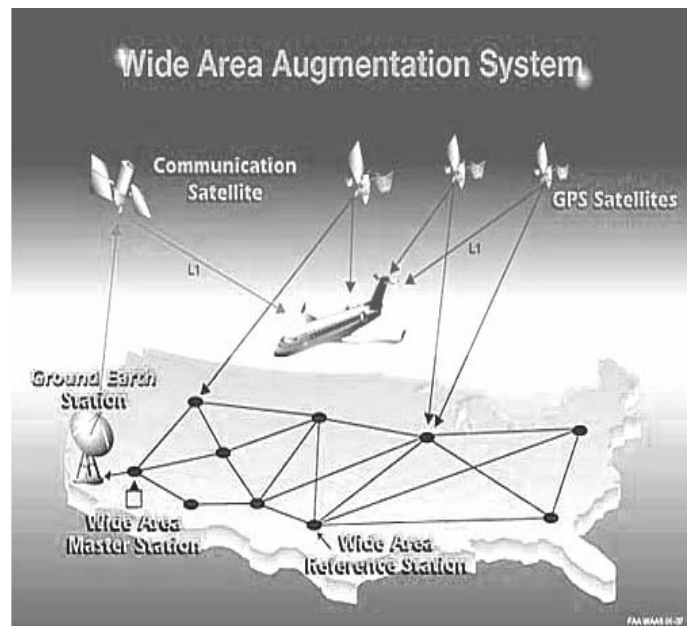 Wide Area Augmentation System
Communication
Satellite
GPS Satellites
L1
L1
Ground Earth
Station
Wide Area
Master Station
Wide Area
Reference Station